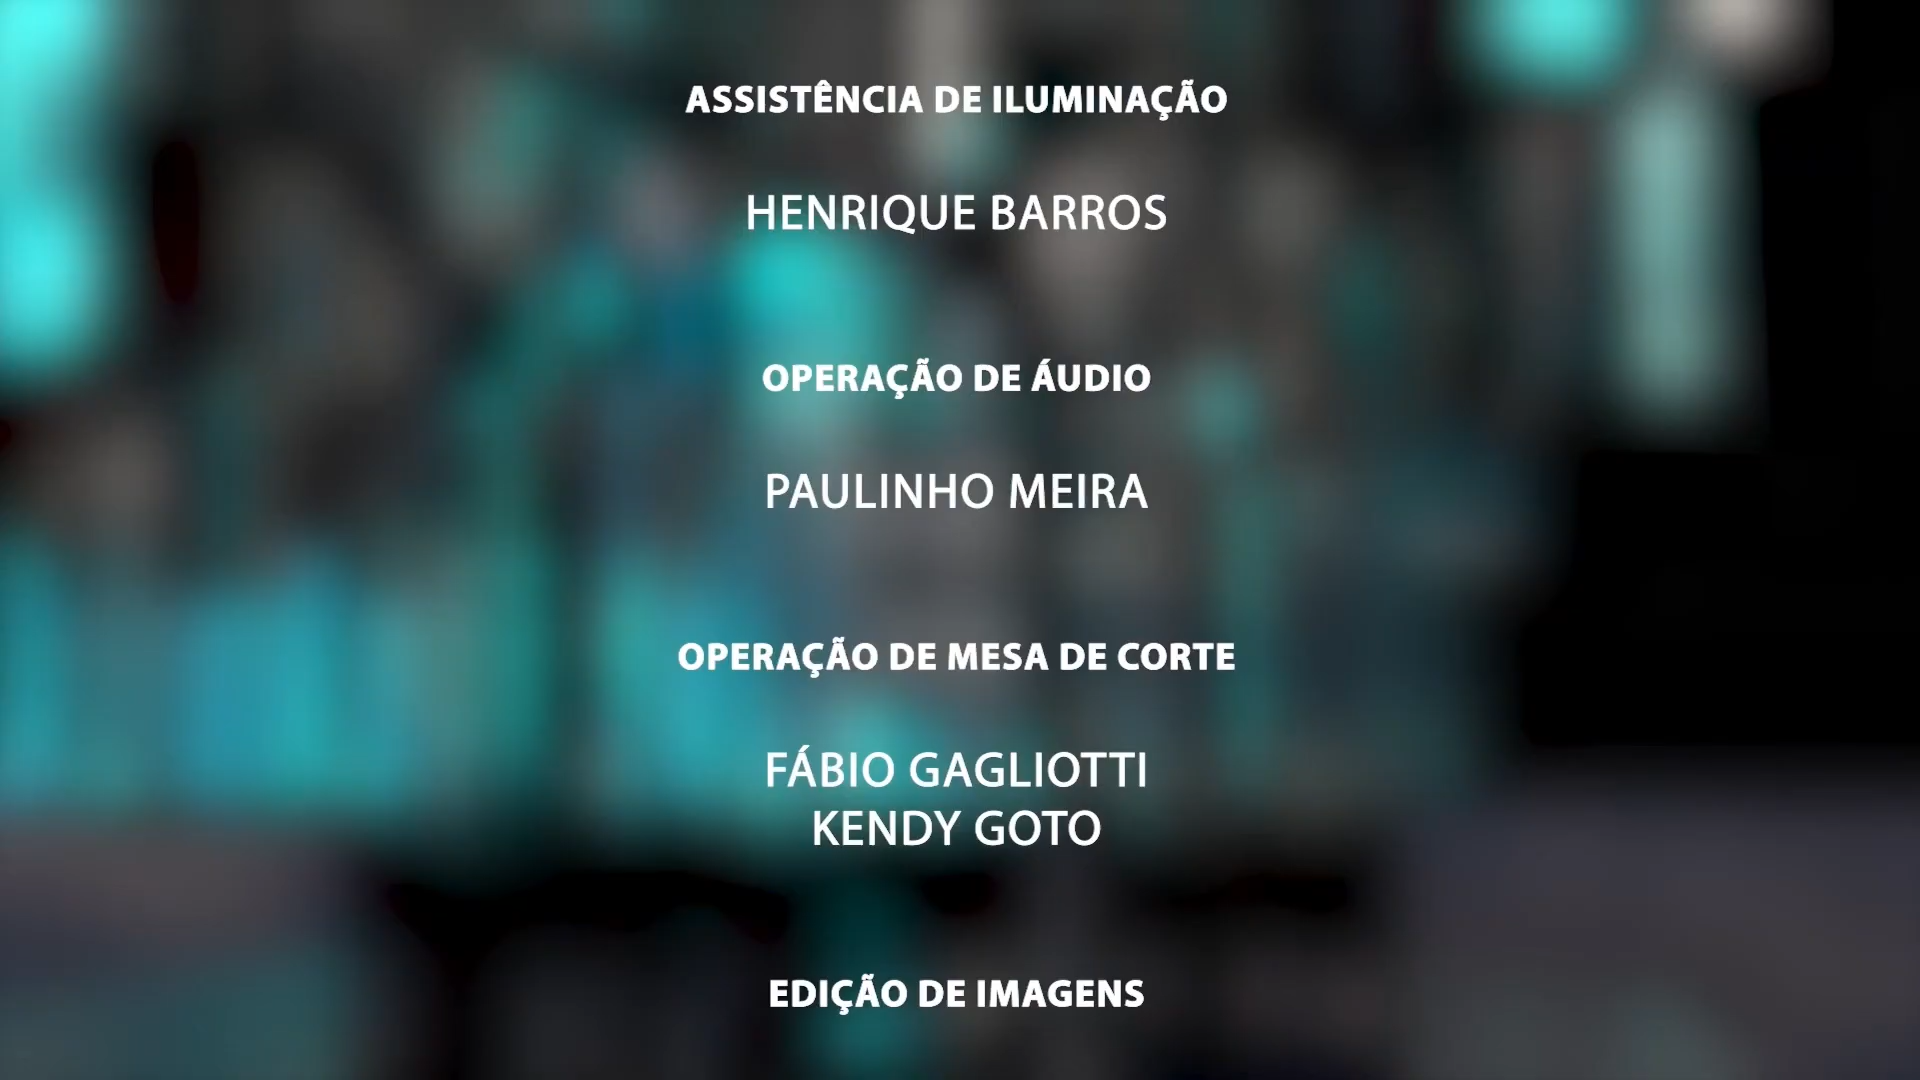 ASSISTÊNCIA DE ILUMINAÇÃO
HENRIQUE BARROS
OPERAÇÃO DE ÁUDIO
PAULINHO MEIRA
OPERAÇÃO DE MESA DE CORTE
FÁBIO GAGLIOTTI
KENDY GOTO
EDIÇÃO DE IMAGENS